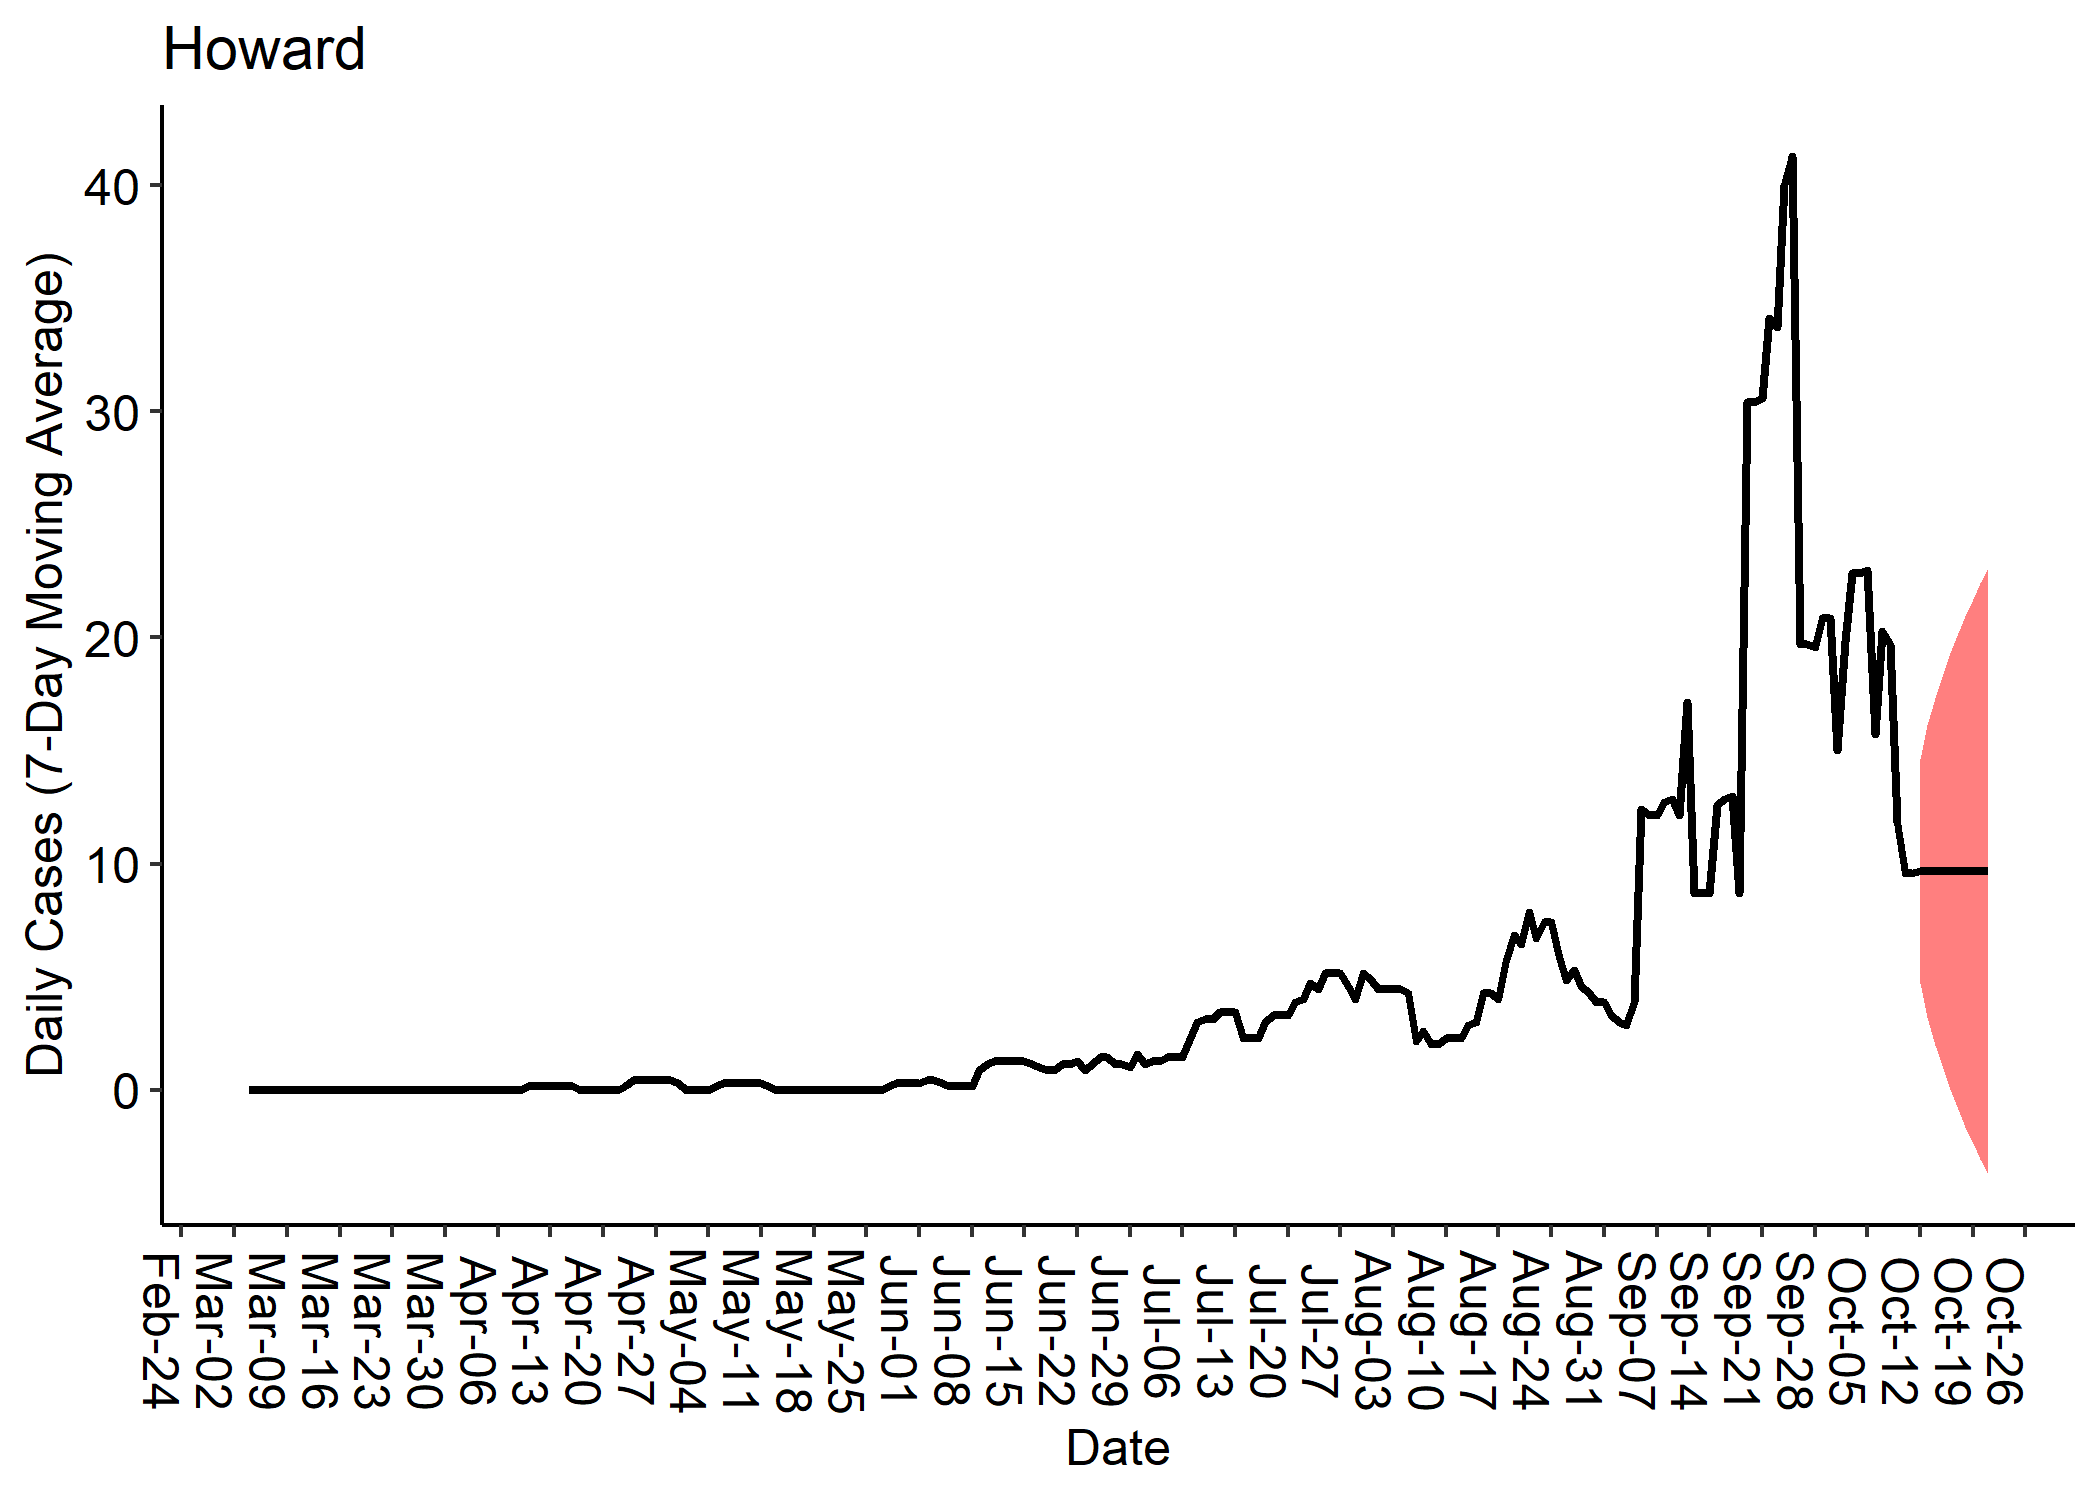 Howard
Daily Cases (7-Day Moving Average)
40
30
20
10
0
Feb-24
Mar-02
Mar-09
Mar-16
Mar-23
Mar-30
Apr-06
Apr-13
Apr-20
Apr-27
May-04
May-11
May-18
May-25
Jun-01
Jun-08
Jun-15
Jun-22
Jun-29
Jul-06
Jul-13
Jul-20
Jul-27
Aug-03
Aug-10
Aug-17
Aug-24
Aug-31
Sep-07
Sep-14
Sep-21
Sep-28
Oct-05
Oct-12
Oct-19
Oct-26
Date